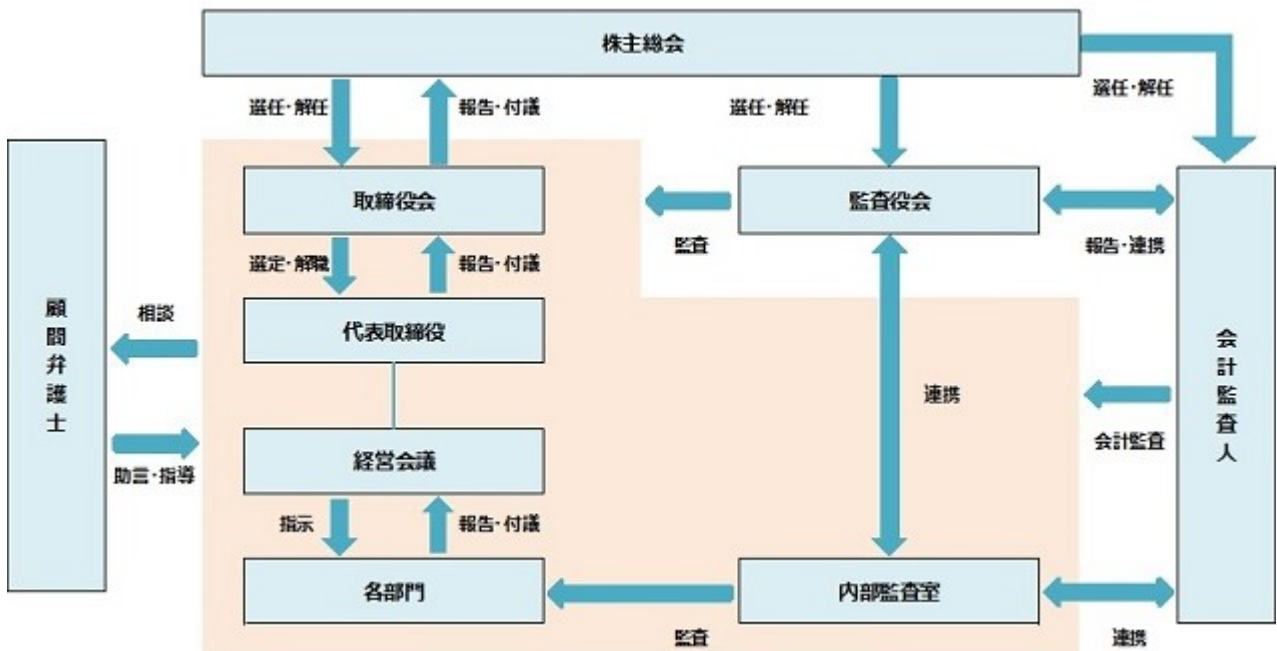 株主総会
選任・解任
報告・付議
選任・解任
選任・解任
取締役会
監査役会
監査
報告・連携
選定・解職
報告・付議
代表取締役
顧問弁護士
相談
助言・指導
連携
会計監査人
会計監査
経営会議
指示
報告・付議
各部門
内部監査室
監査
連携